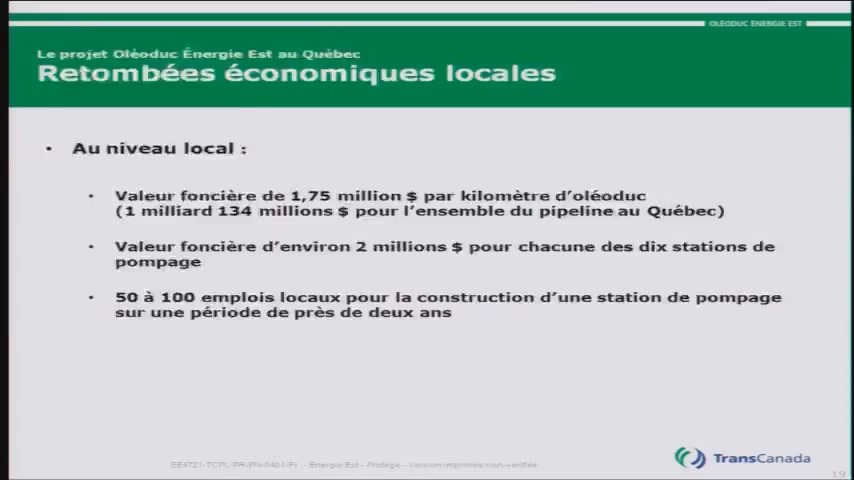 OLÉODUC ÉNERGIE EST
Le projet Oléoduc Énergie Est au Québec
Retombées économiques locales
• Au niveau local :
• Valeur foncière de 1,75 million $ par kilomètre d'oléoduc
(1 milliard 134 millions $ pour l'ensemble du pipeline au Québec)
• Valeur foncière d'environ 2 millions $ pour chacune des dix stations de
pompage
• 50 à 100 emplois locaux pour la construction d'une station de pompage
sur une période de près de deux ans
EE4721-TCPL-PR-PN-0401-Fr - Énergie Est - Protégé - Version imprimée non-vérifiée
TransCanada
19